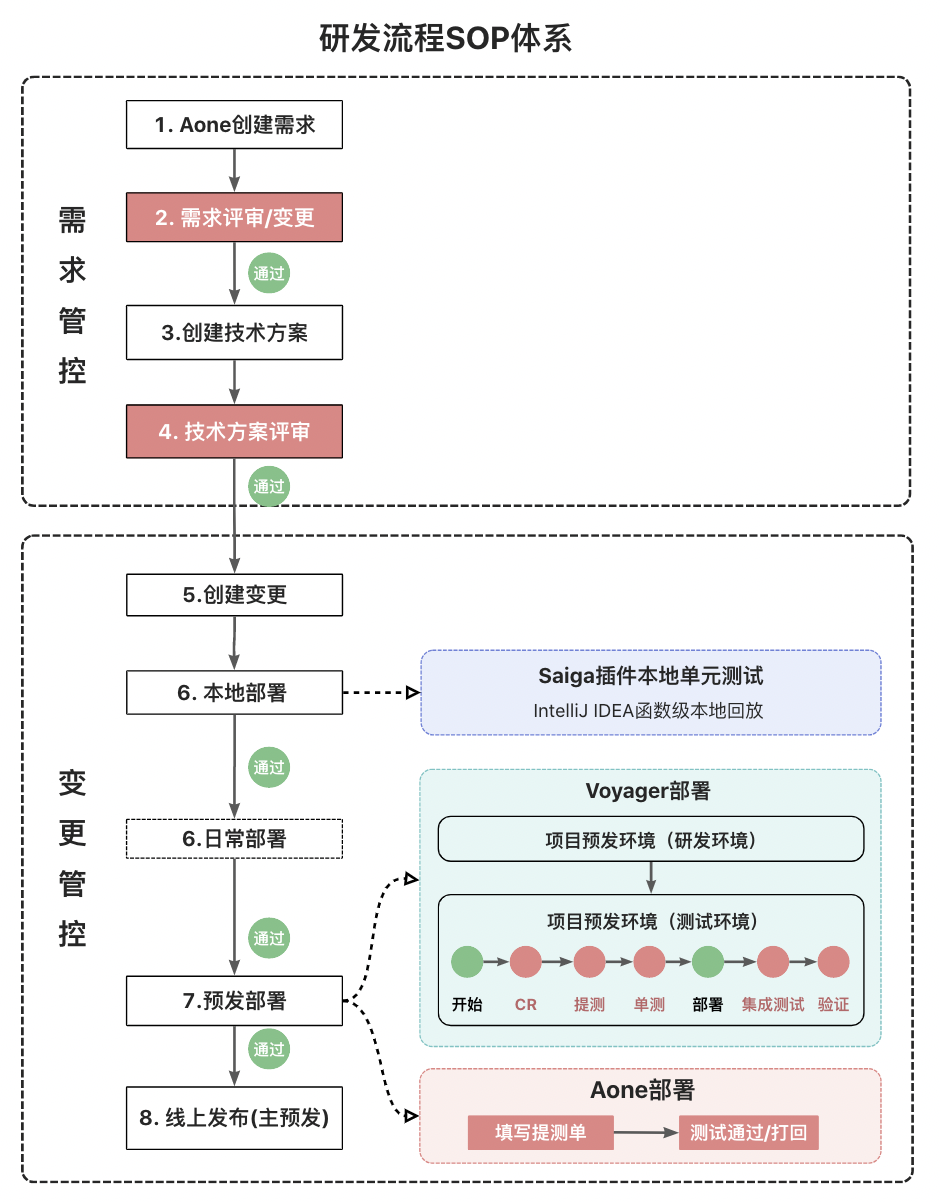 研发流程SOP体系
需求管控
1. Aone创建需求
2. 需求评审/变更
通过
3.创建技术方案
4. 技术方案评审
通过
变更管控
5.创建变更
6. 本地部署
Saiga插件本地单元测试
IntelliJ IDEA函数级本地回放
通过
6.日常部署
通过
7.预发部署
通过
8. 线上发布(主预发)
Voyager部署
项目预发环境（研发环境）
项目预发环境（测试环境）
开始 CR 提测 单测 部署 集成测试 验证
Aone部署
填写提测单 测试通过/打回